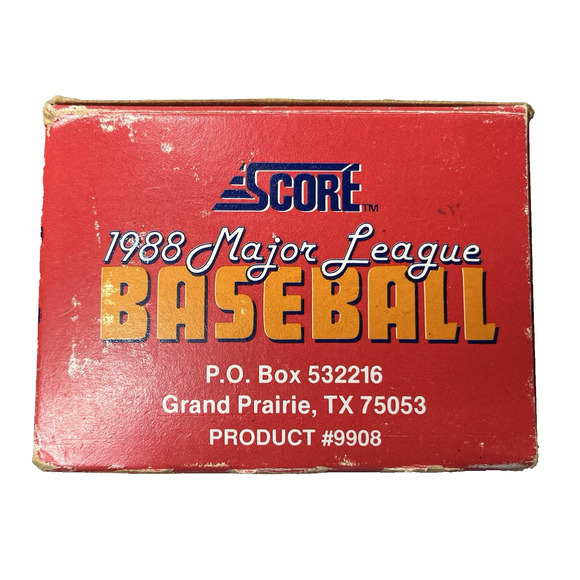 SCORE™
1988 Major League
BASEBALL
P.O. Box 532216
Grand Prairie, TX 75053
PRODUCT #9908